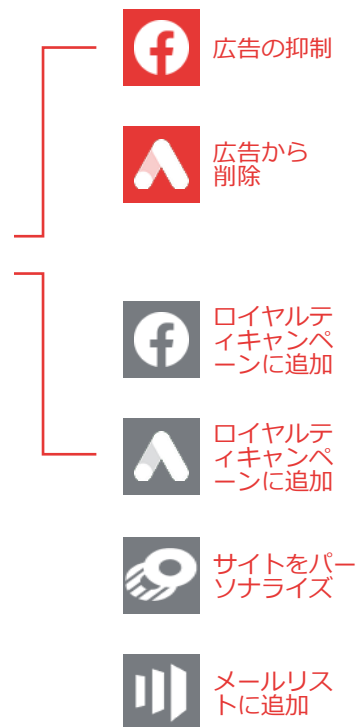 広告の抑制
広告から
削除
ロイヤルテ
ィキャンペ
ーンに追加
ロイヤルテ
ィキャンペ
ーンに追加
サイトをパー
ソナライズ
メールリス
トに追加